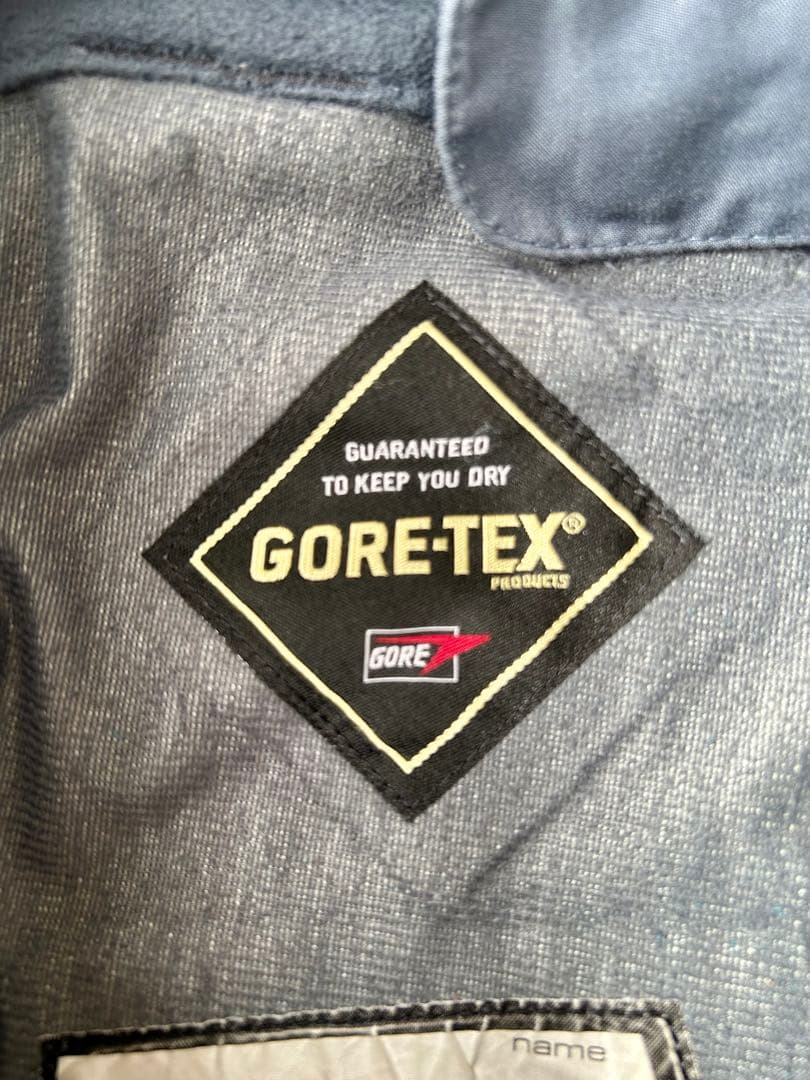 GUARANTEED
TO KEEP YOU DRY
GORE-TEX®
PRODUCTS
GORE
name